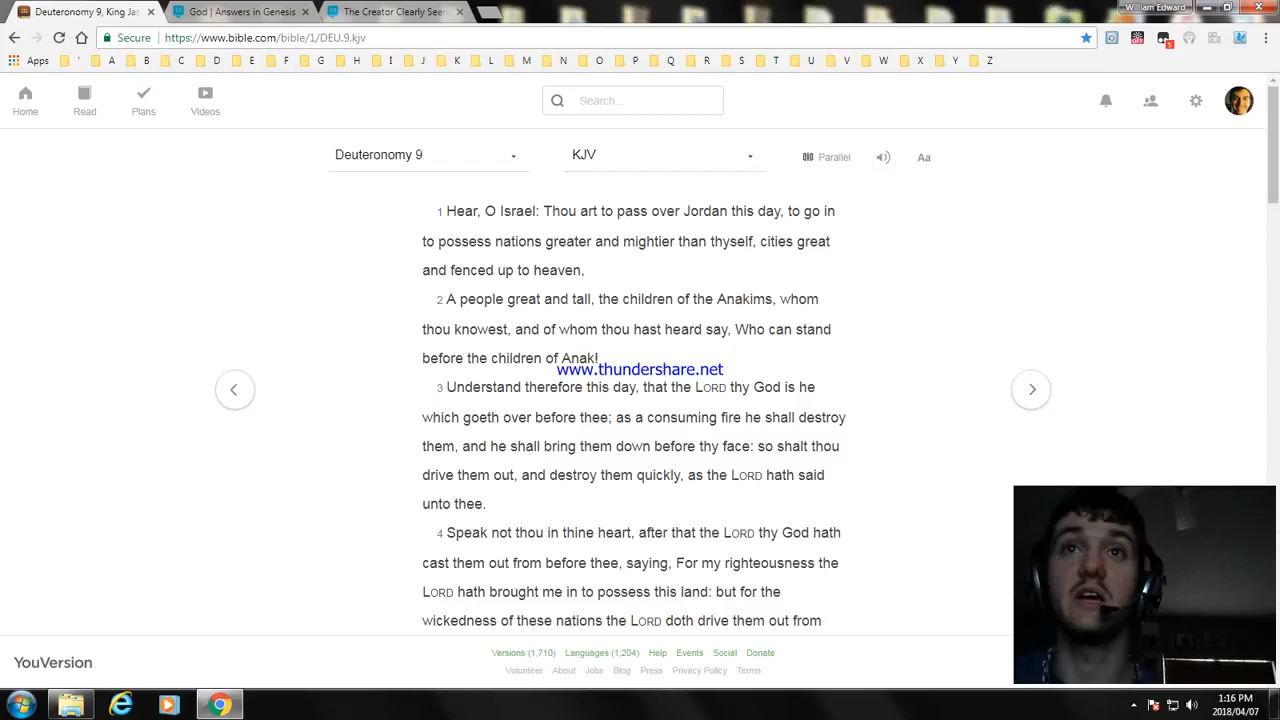 Deuteronomy 9, King Ja
God | Answers in Genesis
The Creator Clearly Seen
William Edward
Secure
https://www.bible.com/bible/1/DEU.9.kjv
Apps ' A B C D E F G H I J K L M N O P Q R S T U V W X Y Z
Home
Read
Plans
Videos
Search...
Deuteronomy 9
KJV
Parallel
Aa
1 Hear, O Israel: Thou art to pass over Jordan this day, to go in
to possess nations greater and mightier than thyself, cities great
and fenced up to heaven,
2 A people great and tall, the children of the Anakims, whom
thou knowest, and of whom thou hast heard say, Who can stand
before the children of Anak!
www.thundershare.net
3 Understand therefore this day, that the LORD thy God is he
which goeth over before thee; as a consuming fire he shall destroy
them, and he shall bring them down before thy face: so shalt thou
drive them out, and destroy them quickly, as the LORD hath said
unto thee.
4 Speak not thou in thine heart, after that the LORD thy God hath
cast them out from before thee, saying, For my righteousness the
LORD hath brought me in to possess this land: but for the
wickedness of these nations the LORD doth drive them out from
YouVersion
Versions (1,710) Languages (1,204) Help Events Social Donate
Volunteer About Jobs Blog Press Privacy Policy Terms
1:16 PM
2018/04/07